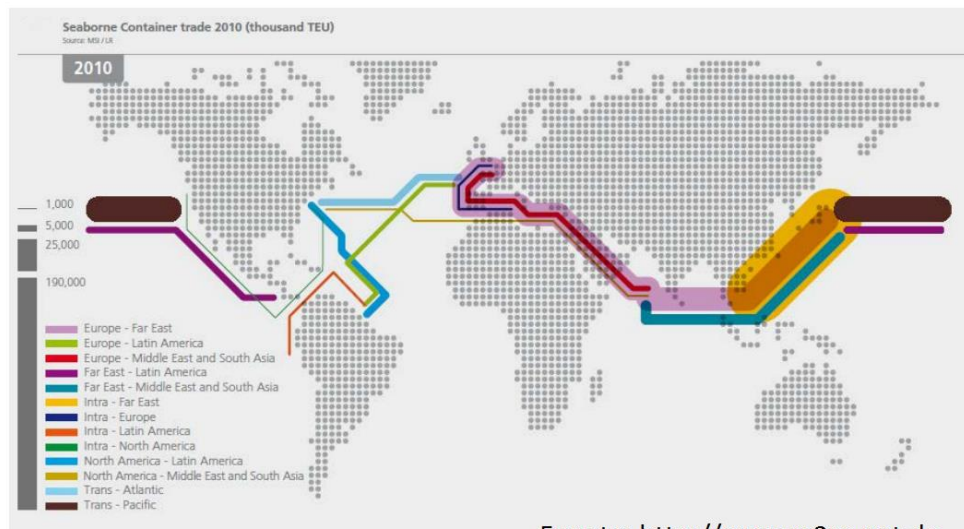 Seaborne Container trade 2010 (thousand TEU)
Source: MSI / LR
2010
1,000
5,000
25,000
190,000
Europe - Far East
Europe - Latin America
Europe - Middle East and South Asia
Far East - Latin America
Far East - Middle East and South Asia
Intra - Far East
Intra - Europe
Intra - Latin America
Intra - North America
North America - Latin America
North America - Middle East and South Asia
Trans - Atlantic
Trans - Pacific